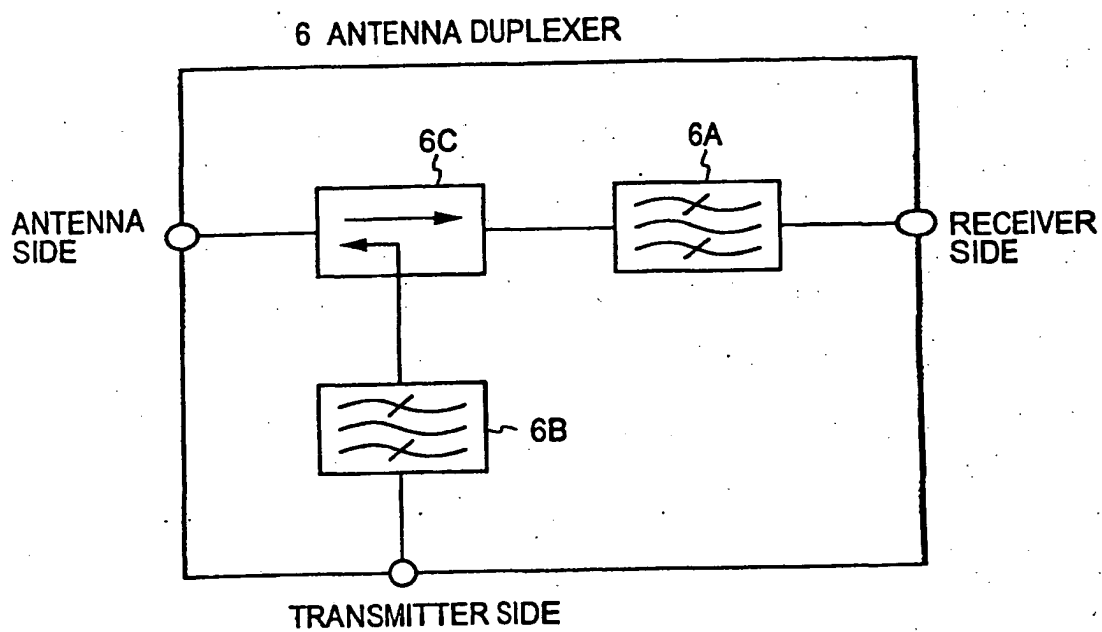 6 ANTENNA DUPLEXER
6C
6A
ANTENNA
SIDE
RECEIVER
SIDE
6B
TRANSMITTER SIDE